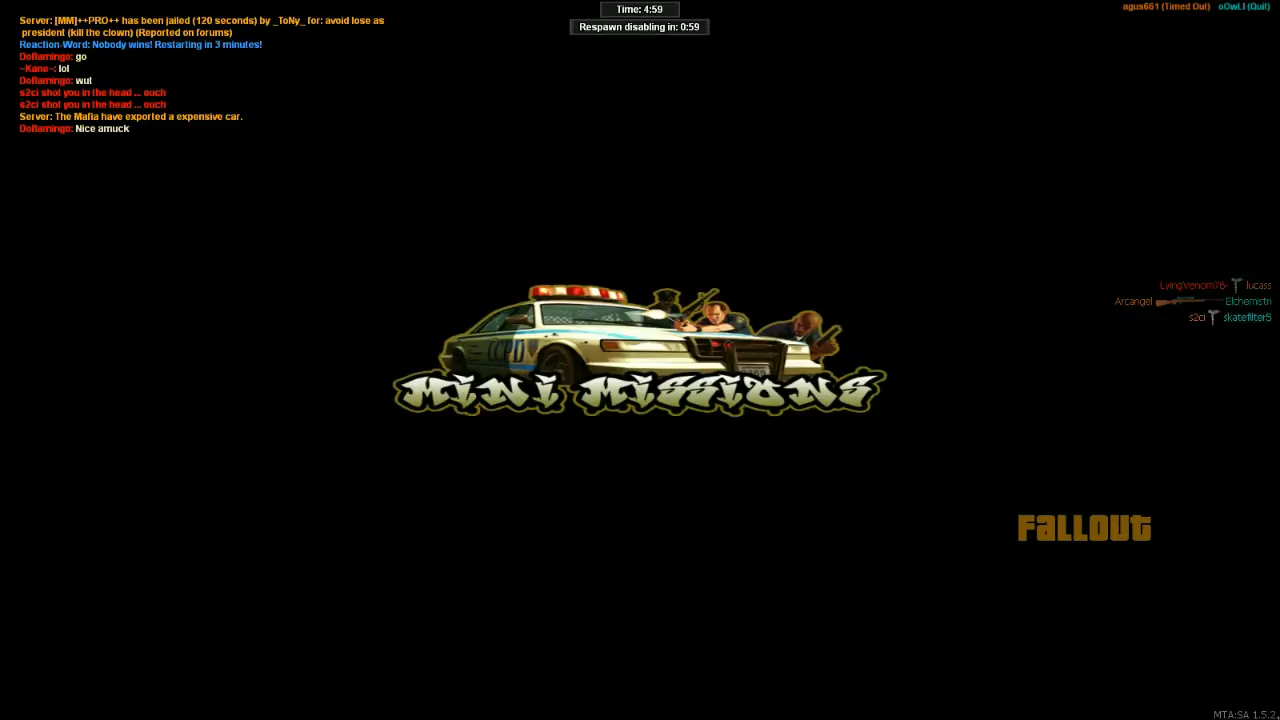 Time: 4:59
Respawn disabling in: 0:59
agus661 (Timed Out)
oOwLl (Quit)
Server: [MM]++PRO++ has been jailed (120 seconds) by _ToNy_ for: avoid lose as
president (kill the clown) (Reported on forums)
Reaction-Word: Nobody wins! Restarting in 3 minutes!
Doflamingo: go
~Kane~: lol
Doflamingo: wut
s2ci shot you in the head ... ouch
s2ci shot you in the head ... ouch
Server: The Mafia have exported a expensive car.
Doflamingo: Nice amuck
LyingVenom76- lucass
Arcangel Elchemstri
s2ci skatefilter5
LCPD
Mini Missions
Fallout
MTA:SA 1.5.2